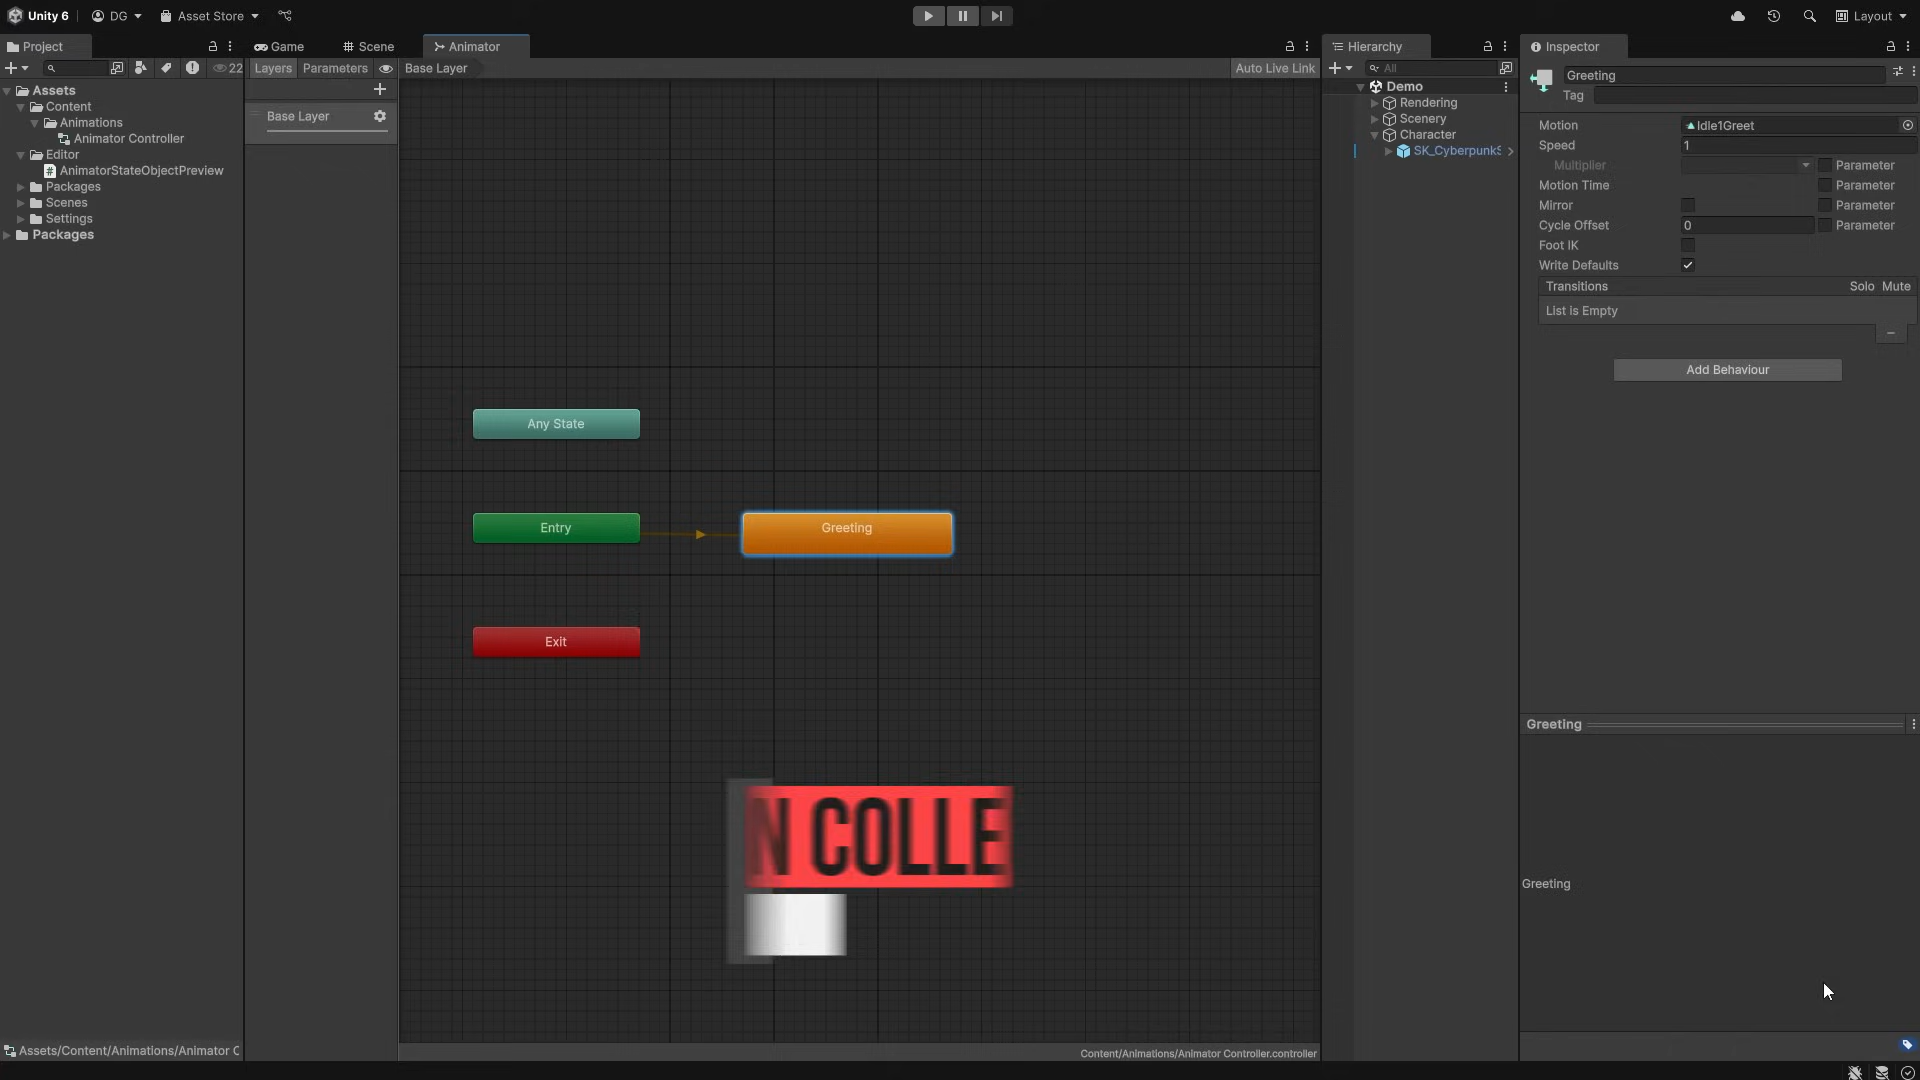 Unity 6
DG
Asset Store
Layout
Project
Game
Scene
Animator
Hierarchy
Inspector
22
Layers
Parameters
Base Layer
Auto Live Link
All
Assets
Content
Animations
Animator Controller
Editor
AnimatorStateObjectPreview
Packages
Scenes
Settings
Packages
Base Layer
Any State
Entry
Greeting
Exit
N COLLE
Content/Animations/Animator Controller.controller
Assets/Content/Animations/Animator C
Demo
Rendering
Scenery
Character
SK_CyberpunkS
Greeting
Tag
Motion
Idle1Greet
Speed
1
Multiplier
Parameter
Motion Time
Parameter
Mirror
Parameter
Cycle Offset
0
Parameter
Foot IK
Write Defaults
Transitions
Solo Mute
List is Empty
Add Behaviour
Greeting
Greeting